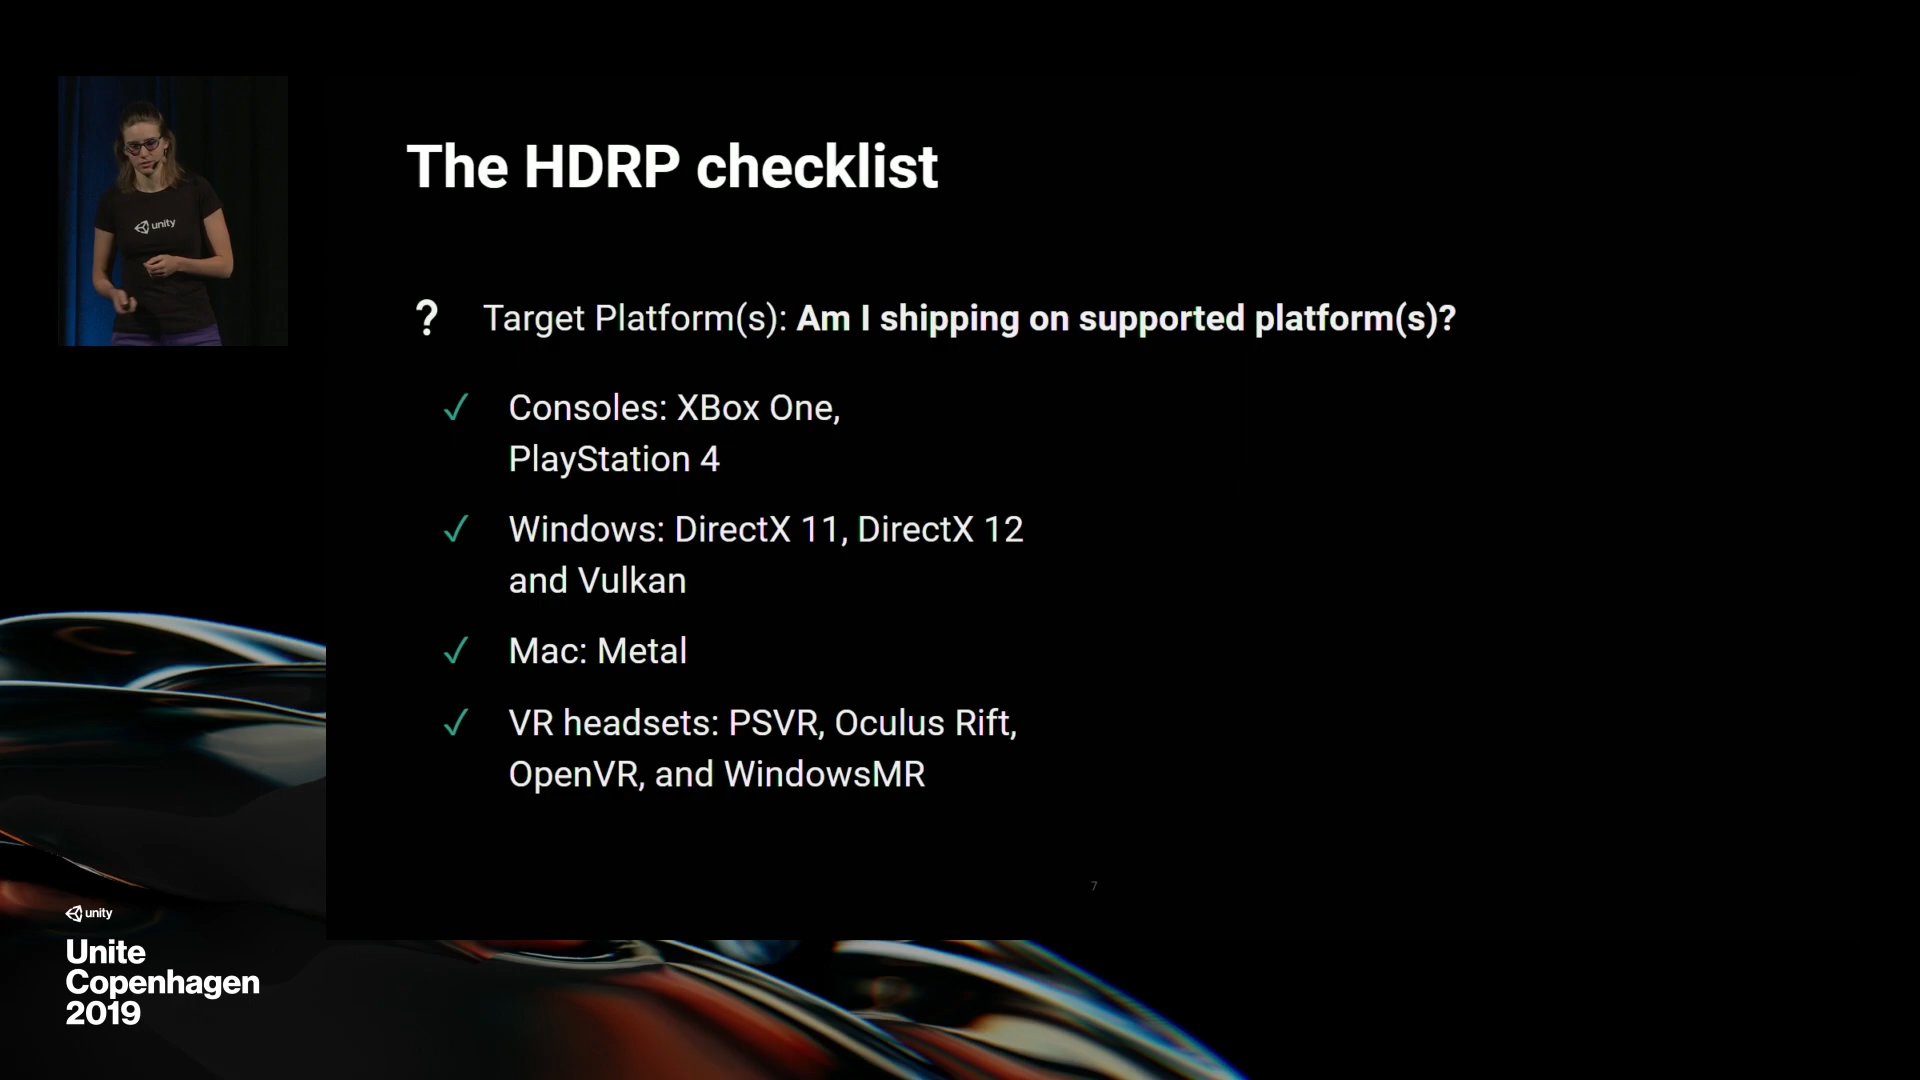 The HDRP checklist
? Target Platform(s): Am I shipping on supported platform(s)?
✓ Consoles: XBox One,
PlayStation 4
✓ Windows: DirectX 11, DirectX 12
and Vulkan
✓ Mac: Metal
✓ VR headsets: PSVR, Oculus Rift,
OpenVR, and WindowsMR
7
unity
unity
Unite
Copenhagen
2019